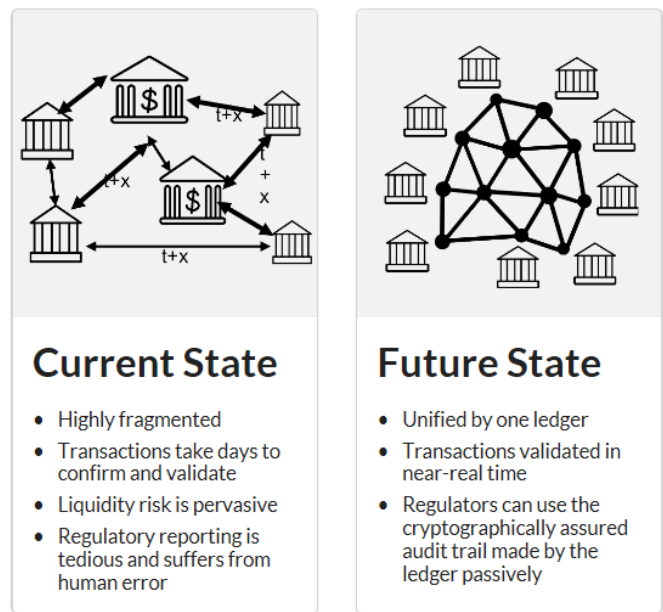 $
t+x
t+x
t
+
x
$
t+x
Current State
• Highly fragmented
• Transactions take days to
confirm and validate
• Liquidity risk is pervasive
• Regulatory reporting is
tedious and suffers from
human error
Future State
• Unified by one ledger
• Transactions validated in
near-real time
• Regulators can use the
cryptographically assured
audit trail made by the
ledger passively